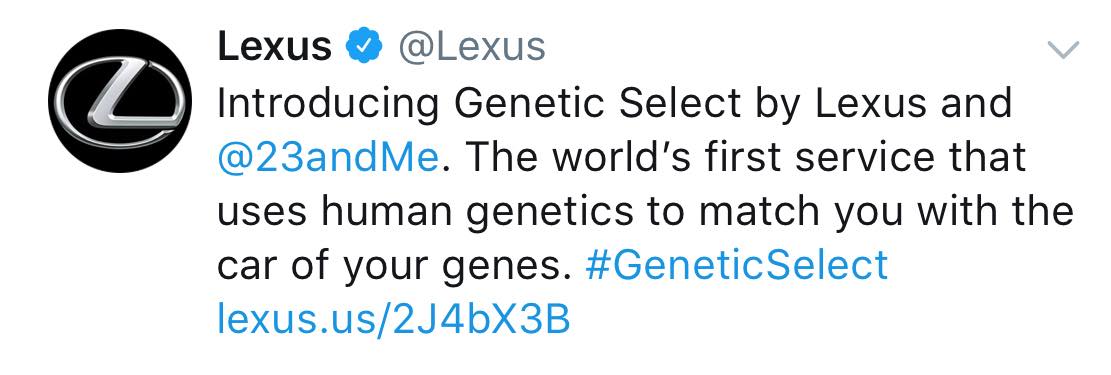 Lexus @Lexus
Introducing Genetic Select by Lexus and
@23andMe. The world’s first service that
uses human genetics to match you with the
car of your genes. #GeneticSelect
lexus.us/2J4bX3B